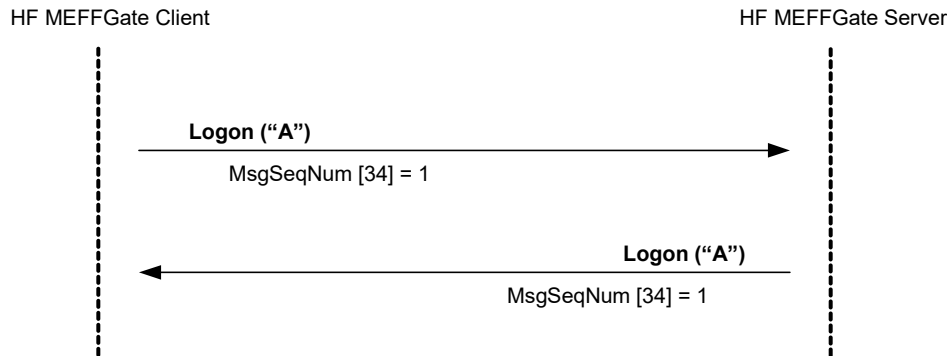 HF MEFFGate Client
HF MEFFGate Server
Logon (“A”)
MsgSeqNum [34] = 1
Logon (“A”)
MsgSeqNum [34] = 1